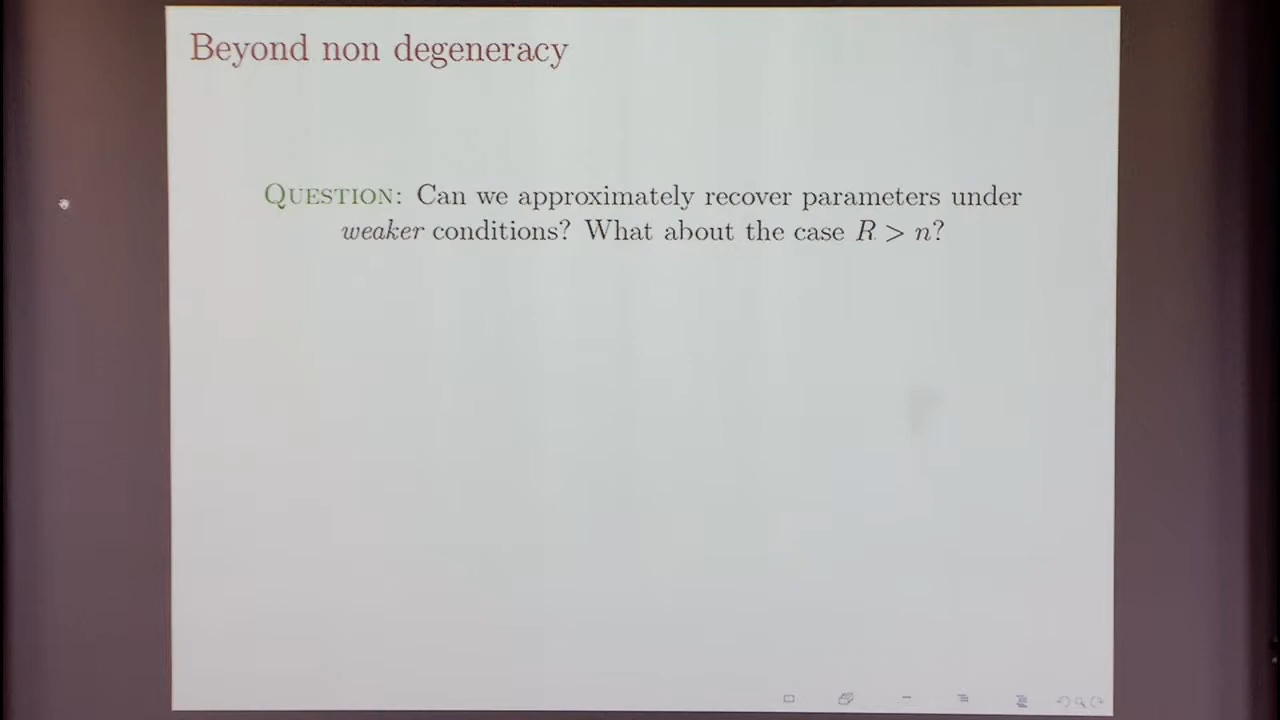 Beyond non degeneracy
QUESTION: Can we approximately recover parameters under
weaker conditions? What about the case R > n?